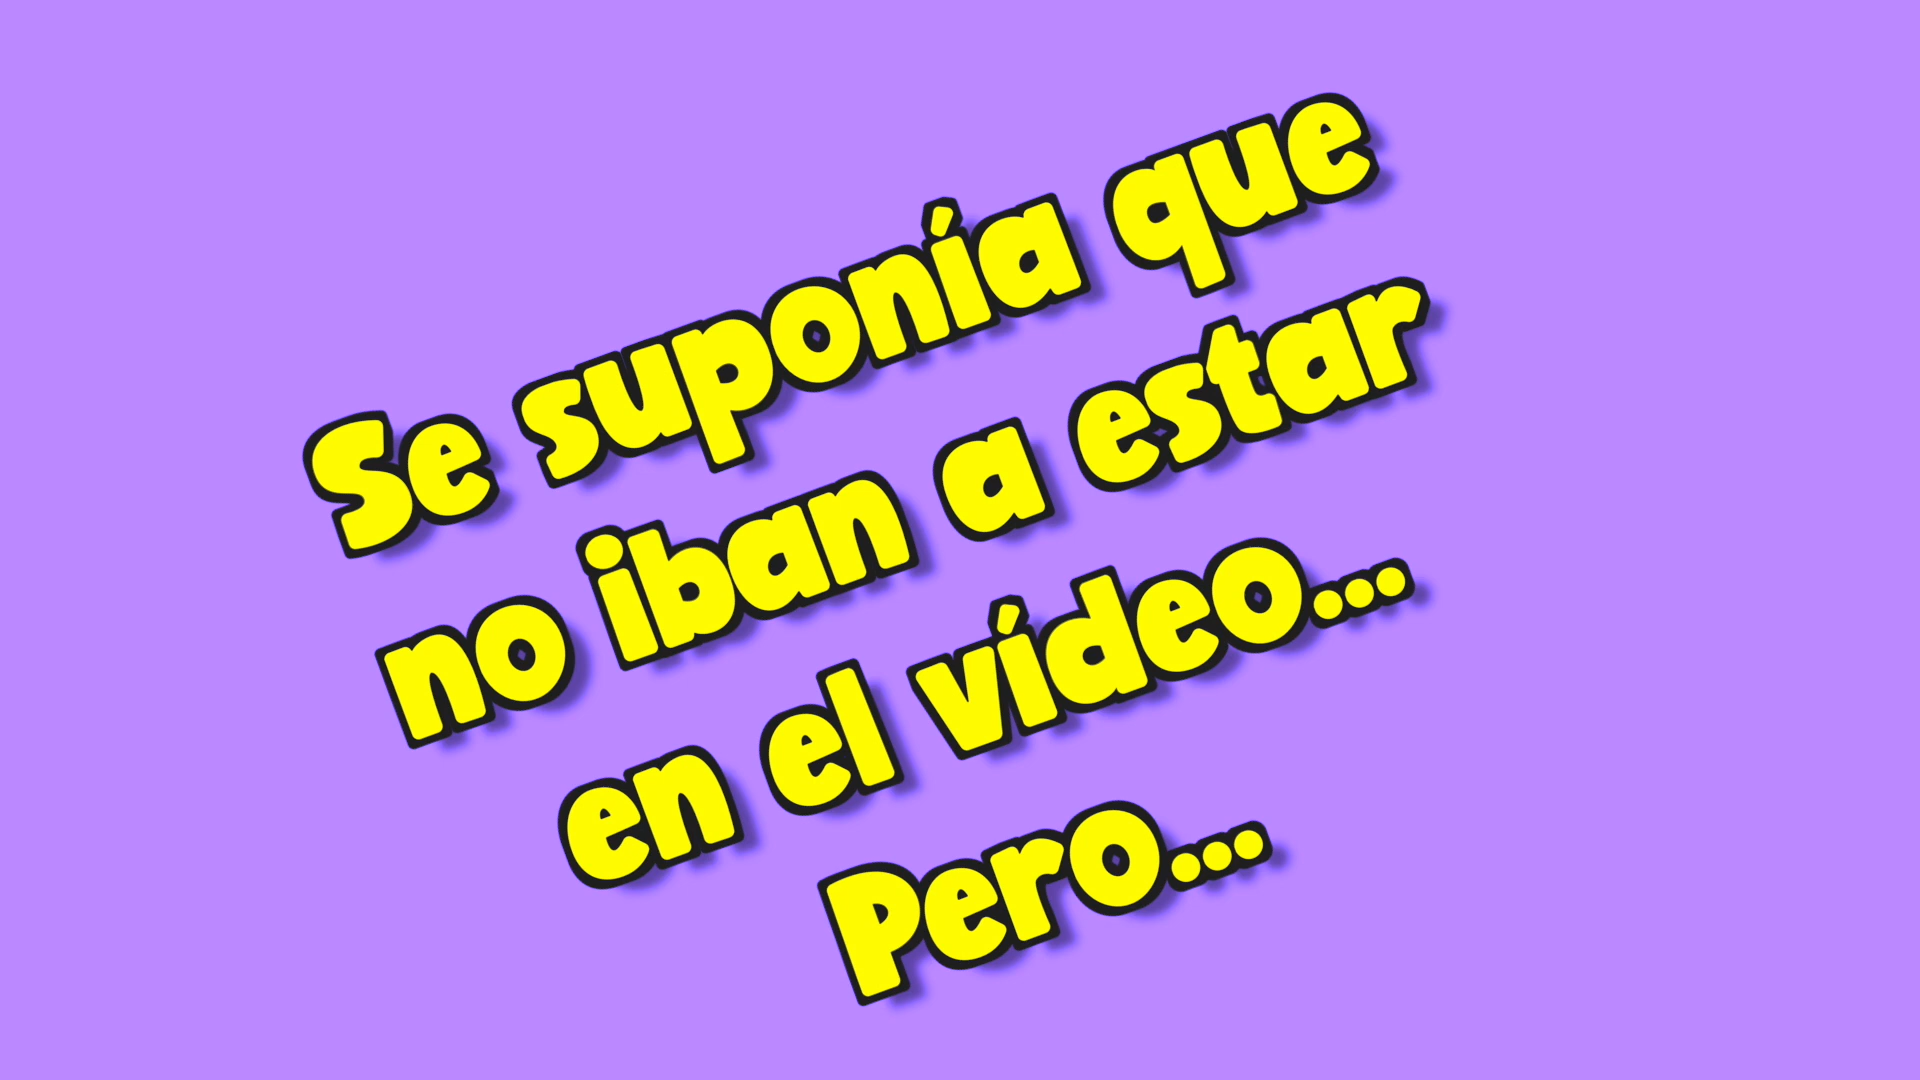 Se suponía que
no iban a estar
en el vídeo...
Pero...